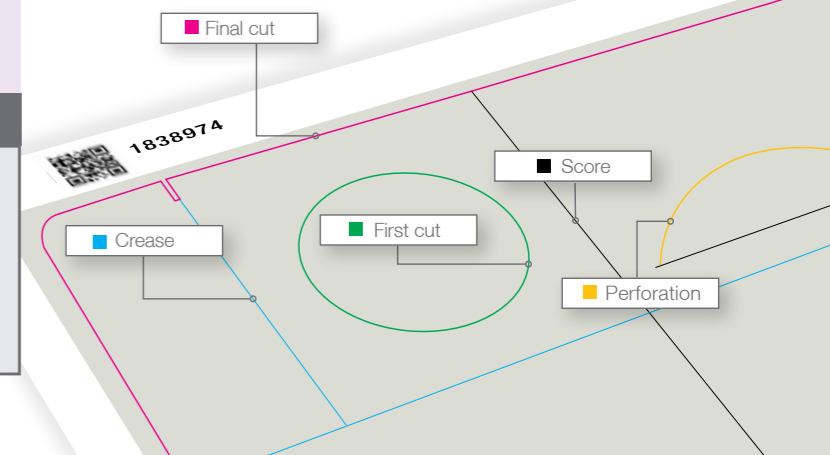 Final cut
1838974
Score
First cut
Crease
Perforation